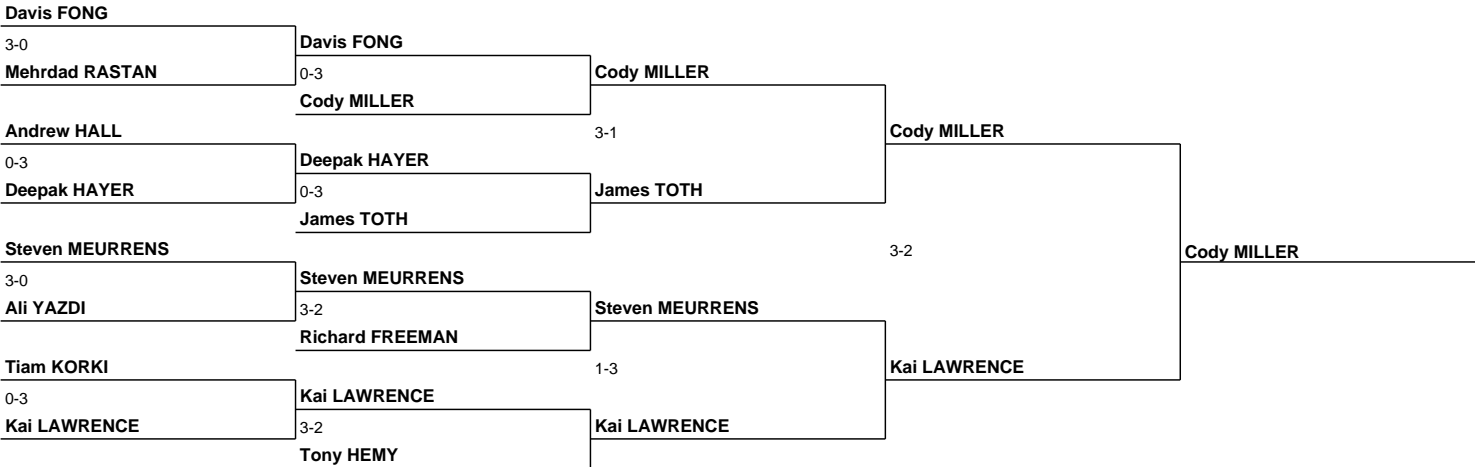 Davis FONG
3-0
Mehrdad RASTAN
Andrew HALL
0-3
Deepak HAYER
Steven MEURRENS
3-0
Ali YAZDI
Tiam KORKI
0-3
Kai LAWRENCE
Davis FONG
0-3
Cody MILLER
Deepak HAYER
0-3
James TOTH
Steven MEURRENS
3-2
Richard FREEMAN
Kai LAWRENCE
3-2
Tony HEMY
Cody MILLER
3-1
James TOTH
Steven MEURRENS
1-3
Kai LAWRENCE
Cody MILLER
3-2
Kai LAWRENCE
Cody MILLER